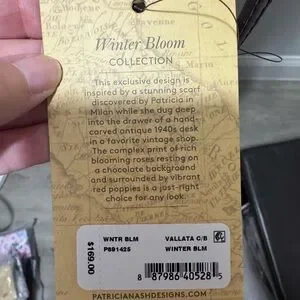 Winter Bloom
COLLECTION
This exclusive design is
inspired by a stunning scarf
discovered by Patricia in
Milan while she dug deep
into the drawer of a hand
carved antique 1940s desk
in a favorite vintage shop.
The complex print of rich
blooming roses resting on
a chocolate background
and surrounded by vibrant
red poppies is a just-right
choice for any look.
WNTR BLM
P891425
VALLATA C/B
WINTER BLM
$169.00
8 87986 40528 5
PATRICIANASHDESIGNS.COM